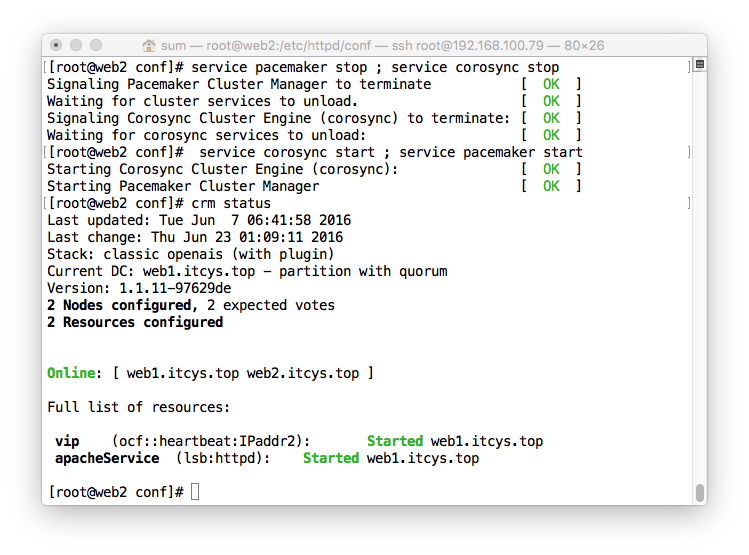 sum — root@web2:/etc/httpd/conf — ssh root@192.168.100.79 — 80×26
[[root@web2 conf]# service pacemaker stop ; service corosync stop ]
Signaling Pacemaker Cluster Manager to terminate [ OK ]
Waiting for cluster services to unload. [ OK ]
Signaling Corosync Cluster Engine (corosync) to terminate: [ OK ]
Waiting for corosync services to unload: [ OK ]
[[root@web2 conf]#  service corosync start ; service pacemaker start ]
Starting Corosync Cluster Engine (corosync): [ OK ]
Starting Pacemaker Cluster Manager [ OK ]
[[root@web2 conf]# crm status ]
Last updated: Tue Jun  7 06:41:58 2016
Last change: Thu Jun 23 01:09:11 2016
Stack: classic openais (with plugin)
Current DC: web1.itcys.top - partition with quorum
Version: 1.1.11-97629de
2 Nodes configured, 2 expected votes
2 Resources configured
Online: [ web1.itcys.top web2.itcys.top ]
Full list of resources:
vip (ocf::heartbeat:IPaddr2): Started web1.itcys.top
apacheService (lsb:httpd): Started web1.itcys.top
[root@web2 conf]#